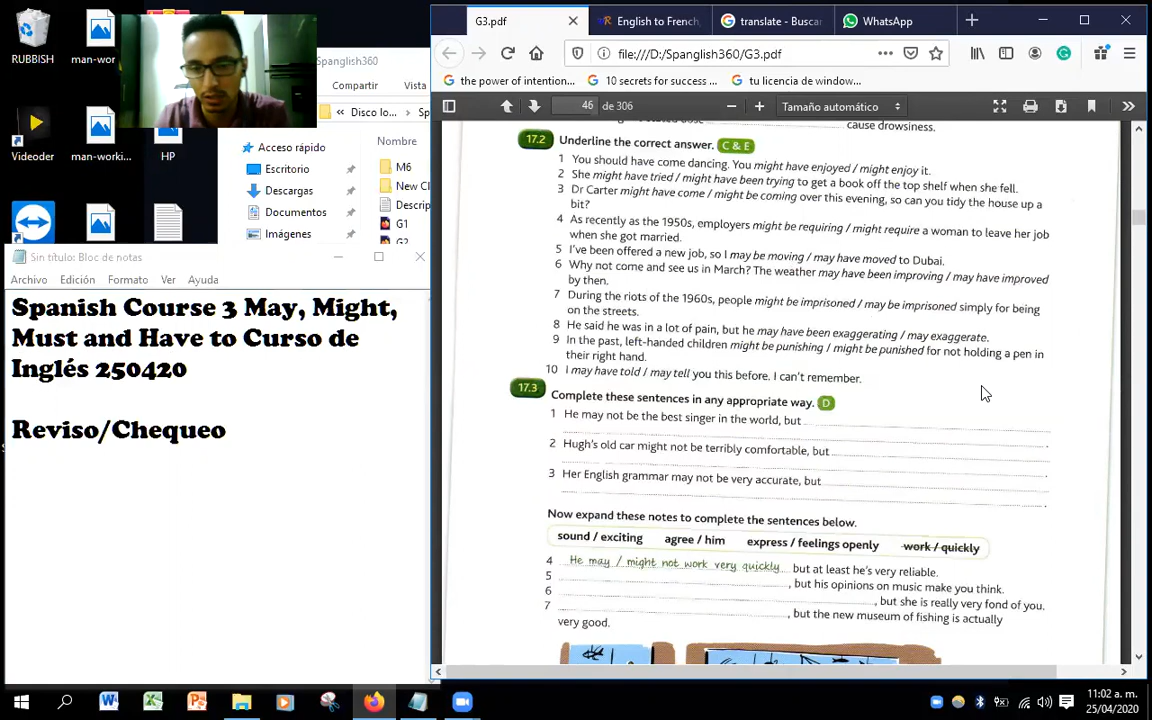 RUBBISH
man-wor
Videoder
man-worki...
HP
Spanglish360
Compartir
Vista
Disco lo...
Sp
Acceso rápido
Nombre
Escritorio
M6
Descargas
New Cl
Documentos
Descrip
Imágenes
G1
G2
Sin título: Bloc de notas
Archivo Edición Formato Ver Ayuda
Spanish Course 3 May, Might,
Must and Have to Curso de
Inglés 250420
Reviso/Chequeo
G3.pdf
English to French,
translate - Buscar
WhatsApp
file:///D:/Spanglish360/G3.pdf
the power of intention...
10 secrets for success ...
tu licencia de window...
46 de 306
Tamaño automático
cause drowsiness.
17.2 Underline the correct answer. C & E
1 You should have come dancing. You might have enjoyed / might enjoy it.
2 She might have tried / might have been trying to get a book off the top shelf when she fell.
3 Dr Carter might have come / might be coming over this evening, so can you tidy the house up a
bit?
4 As recently as the 1950s, employers might be requiring / might require a woman to leave her job
when she got married.
5 I've been offered a new job, so I may be moving / may have moved to Dubai.
6 Why not come and see us in March? The weather may have been improving / may have improved
by then.
7 During the riots of the 1960s, people might be imprisoned / may be imprisoned simply for being
on the streets.
8 He said he was in a lot of pain, but he may have been exaggerating / may exaggerate.
9 In the past, left-handed children might be punishing / might be punished for not holding a pen in
their right hand.
10 I may have told / may tell you this before. I can't remember.
17.3 Complete these sentences in any appropriate way. D
1 He may not be the best singer in the world, but
2 Hugh's old car might not be terribly comfortable, but
3 Her English grammar may not be very accurate, but
Now expand these notes to complete the sentences below.
sound / exciting agree / him express / feelings openly work / quickly
4 He may / might not work very quickly but at least he's very reliable.
5 , but his opinions on music make you think.
6 , but she is really very fond of you.
7 , but the new museum of fishing is actually
very good.
11:02 a.m.
25/04/2020